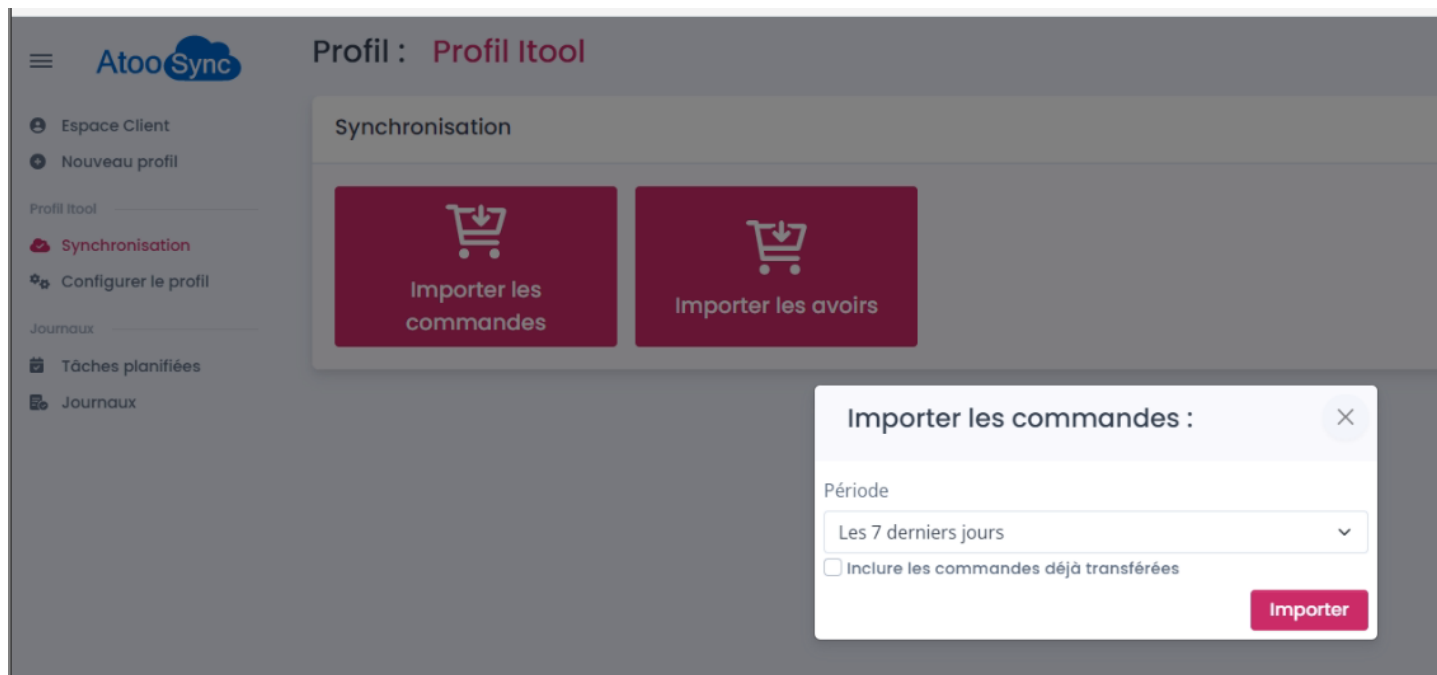 AtooSync
Profil : Profil Itool
Espace Client
Nouveau profil
Profil Itool
Synchronisation
Configurer le profil
Journaux
Tâches planifiées
Journaux
Synchronisation
Importer les
commandes
Importer les avoirs
Importer les commandes :
Période
Les 7 derniers jours
Inclure les commandes déjà transférées
Importer